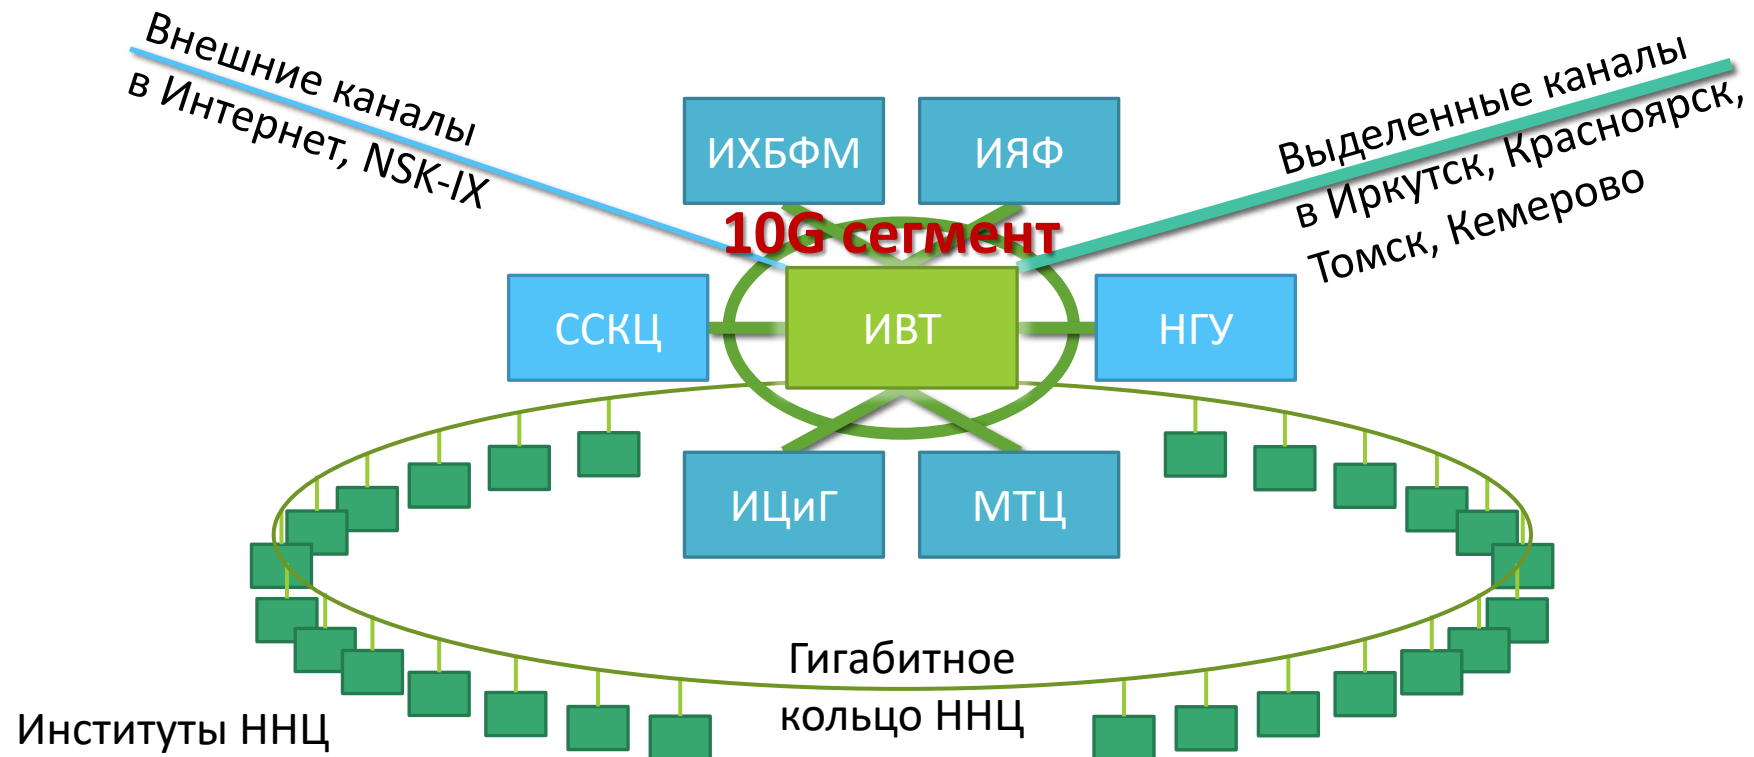 Внешние каналы
в Интернет, NSK-IX
Выделенные каналы
в Иркутск, Красноярск,
Томск, Кемерово
ИХБФМ
ИЯФ
10G сегмент
ССКЦ
ИВТ
НГУ
ИЦиГ
МТЦ
Гигабитное
кольцо ННЦ
Институты ННЦ